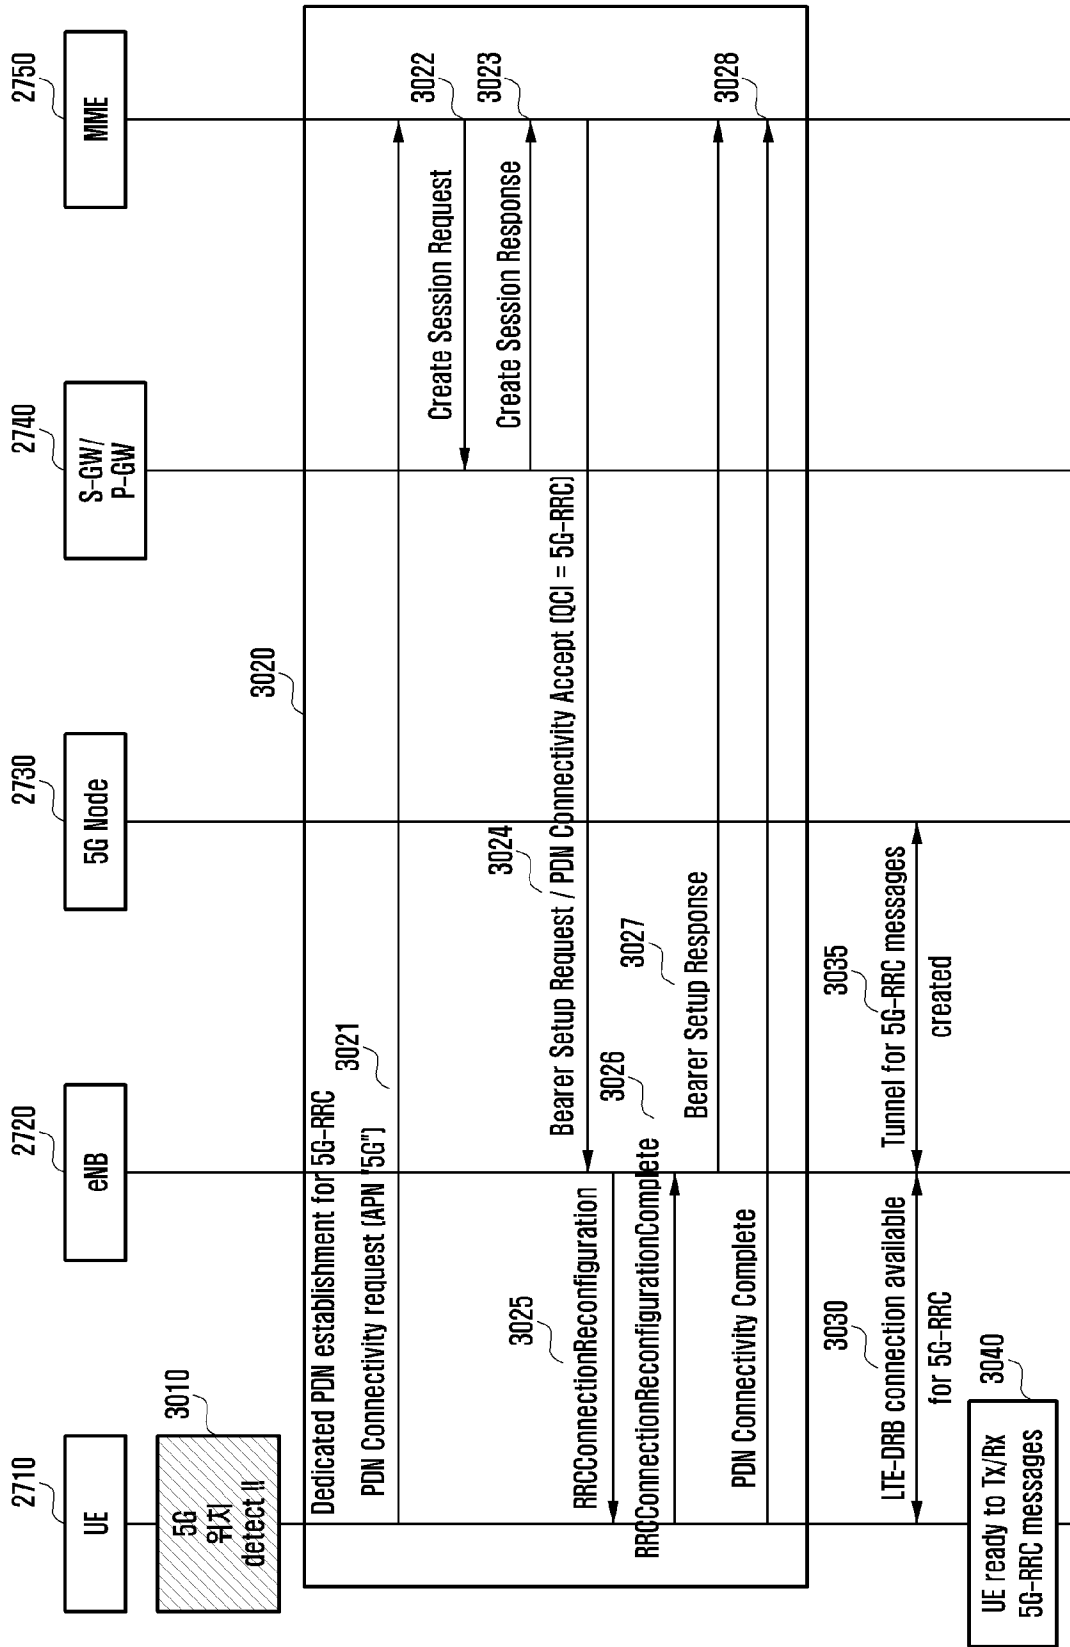 2710
UE
2720
eNB
2730
5G Node
2740
S-GW/
P-GW
2750
MME
3010
5G
위치
detect !!
3020
Dedicated PDN establishment for 5G-RRC
3021
PDN Connectivity request (APN "5G")
3022
Create Session Request
3023
Create Session Response
3024
Bearer Setup Request / PDN Connectivity Accept (QCI = 5G-RRC)
3025
RRCConnectionReconfiguration
3026
RRCConnectionReconfigurationComplete
3027
Bearer Setup Response
3028
PDN Connectivity Complete
3030
LTE-DRB connection available
for 5G-RRC
3035
Tunnel for 5G-RRC messages
created
3040
UE ready to Tx/Rx
5G-RRC messages